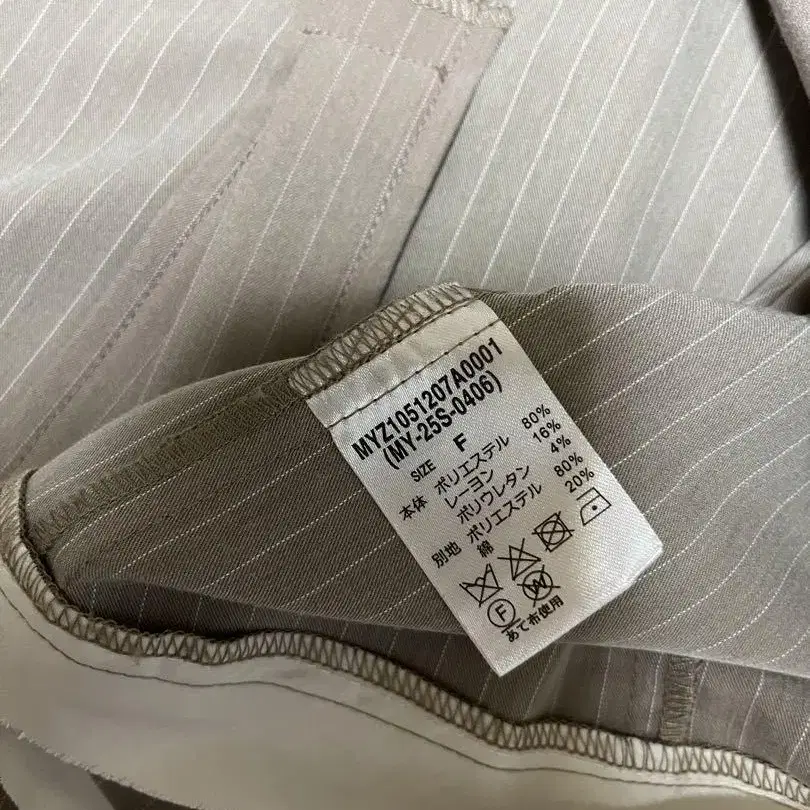 MYZ1051207A0001
(MY-25S-0406)
SIZE F
本体 ポリエステル 80%
レーヨン 16%
ポリウレタン 4%
別地 ポリエステル 80%
綿 20%
F W
あて布使用